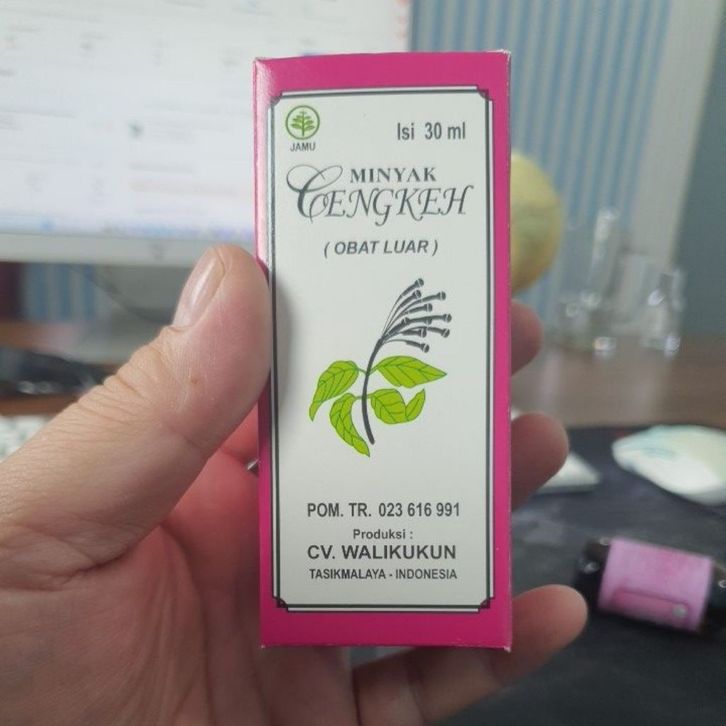 JAMU
Isi 30 ml
MINYAK
CENGKEH
( OBAT LUAR )
POM. TR. 023 616 991
Produksi :
CV. WALIKUKUN
TASIKMALAYA - INDONESIA